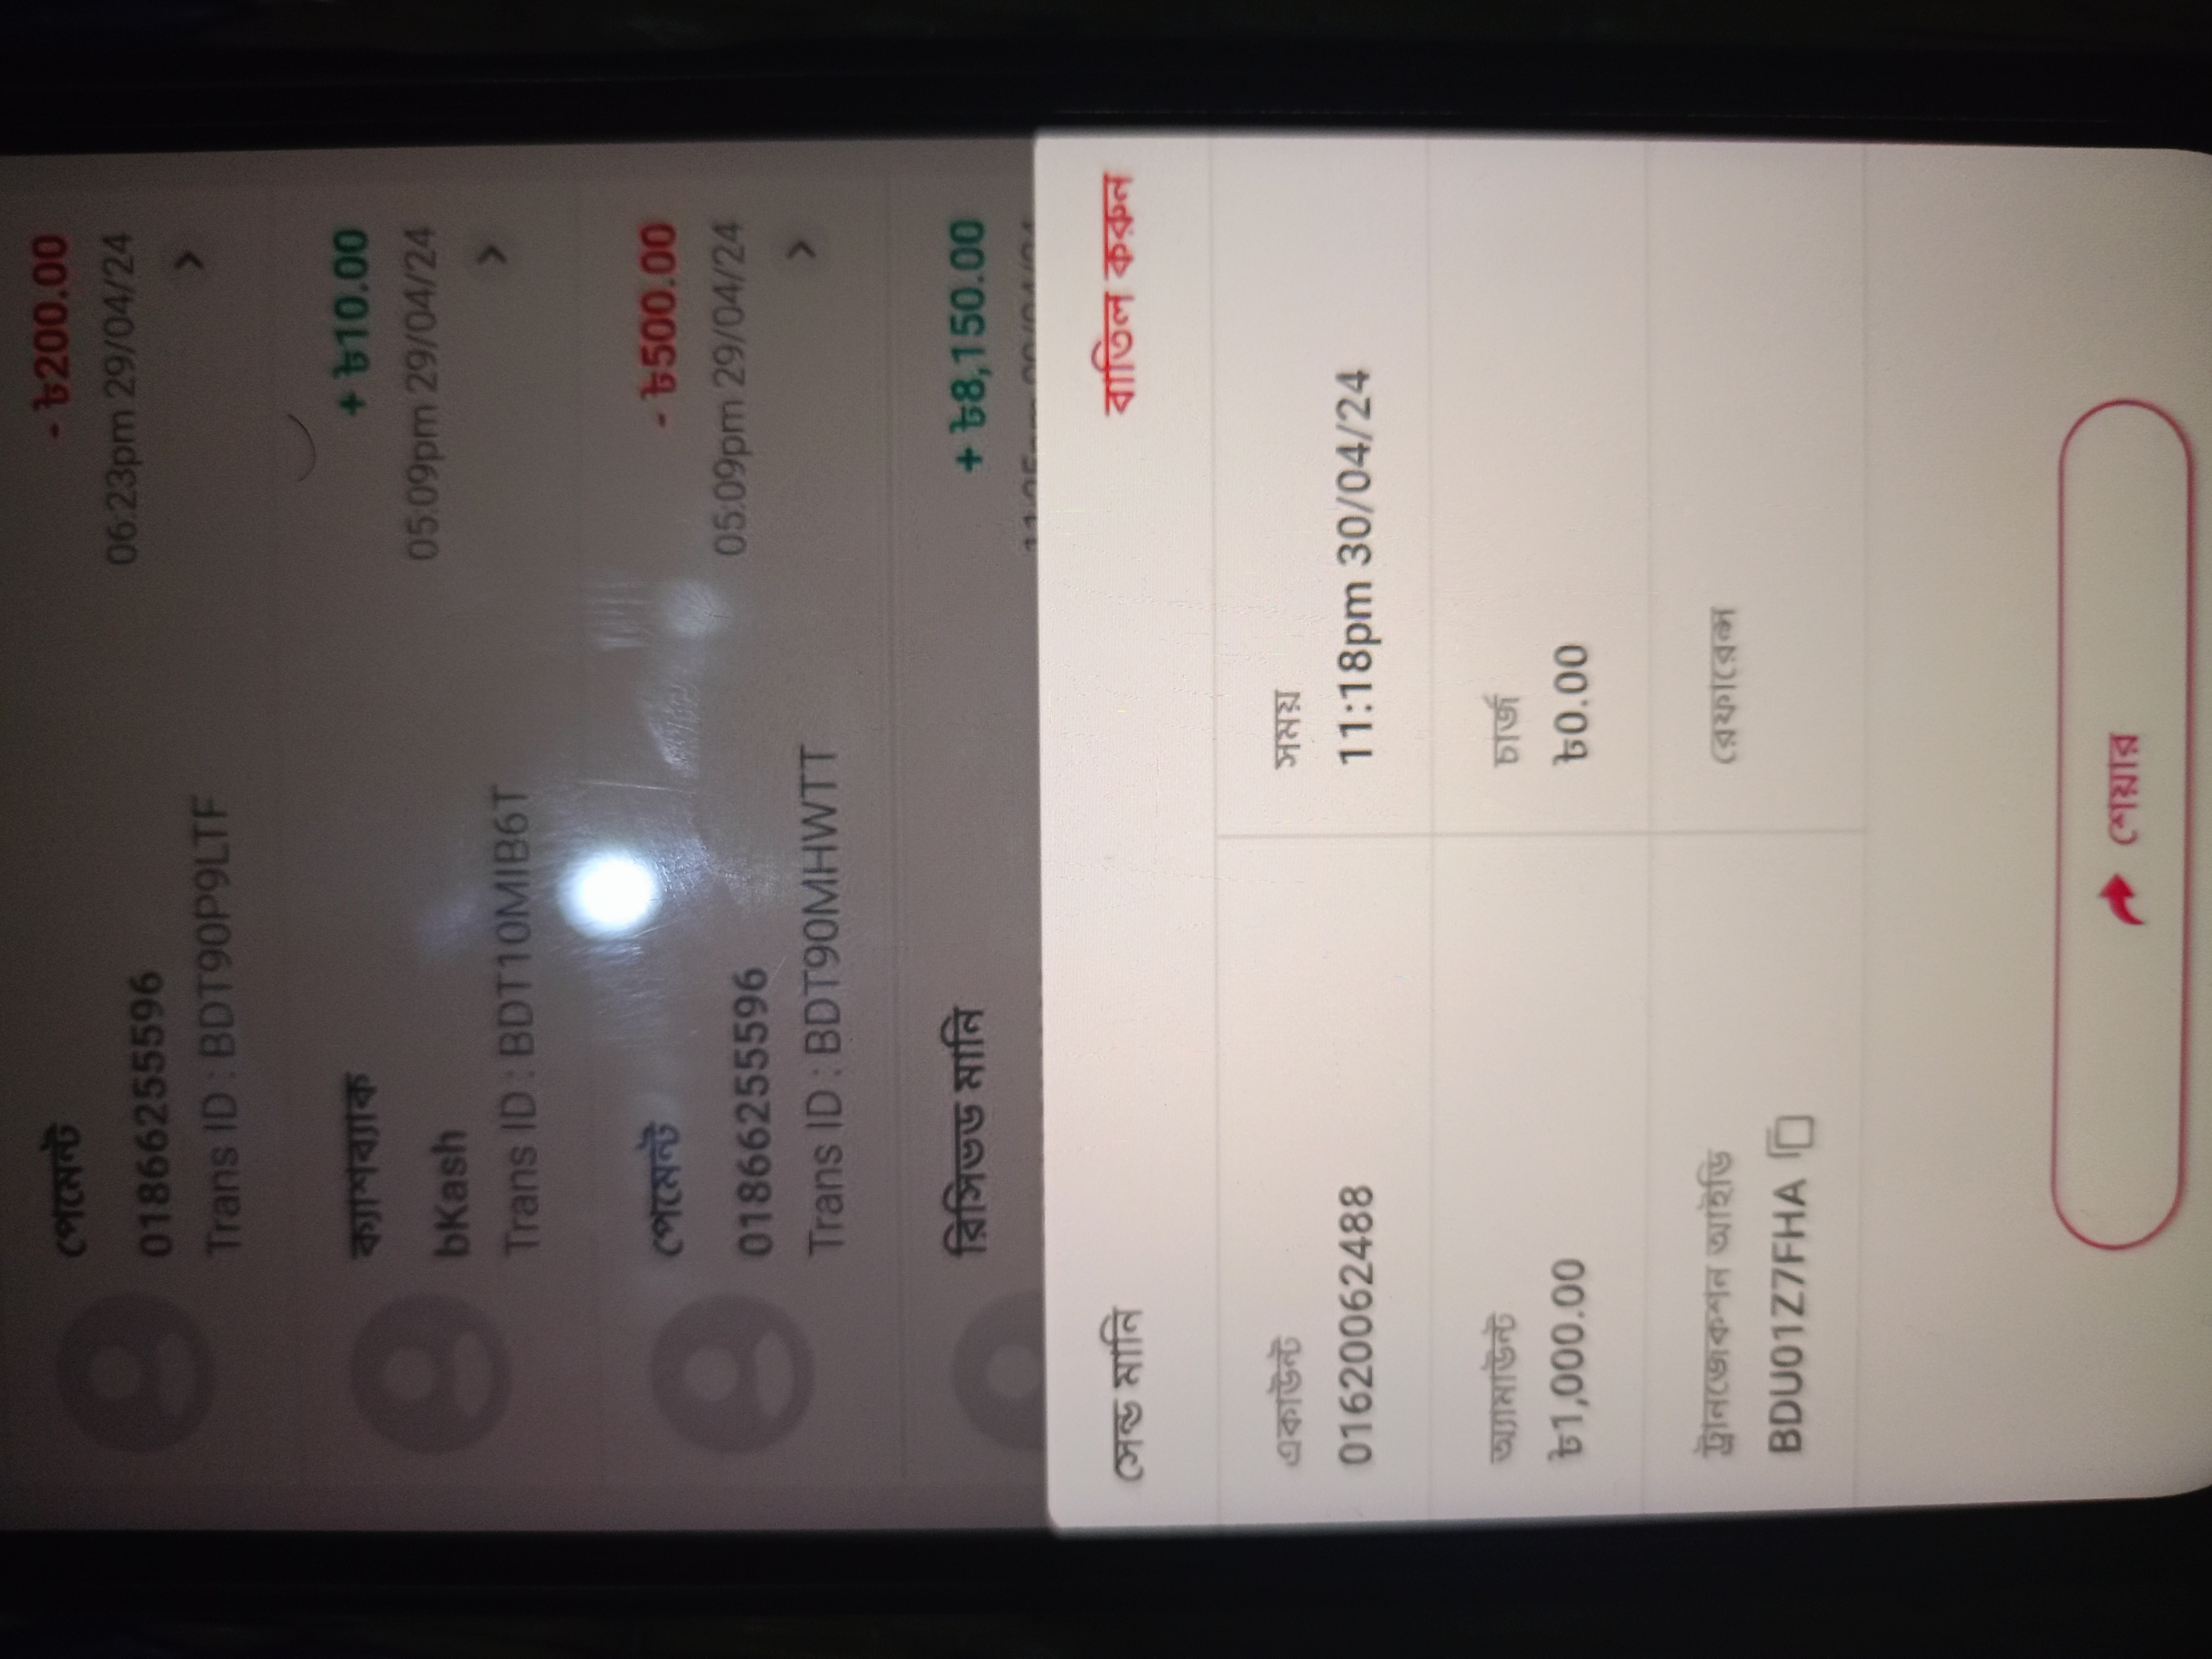 পেমেন্ট - ৳200.00
01866255596 06:23pm 29/04/24
Trans ID : BDT90P9LTF
ক্যাশব্যাক + ৳10.00
bKash 05:09pm 29/04/24
Trans ID : BDT10MIB6T
পেমেন্ট - ৳500.00
01866255596 05:09pm 29/04/24
Trans ID : BDT90MHWTT
রিসিভড মানি + ৳8,150.00
সেন্ড মানি বাতিল করুন
একাউন্ট সময়
01620062488 11:18pm 30/04/24
অ্যামাউন্ট চার্জ
৳1,000.00 ৳0.00
ট্রানজেকশন আইডি রেফারেন্স
BDU01Z7FHA
শেয়ার